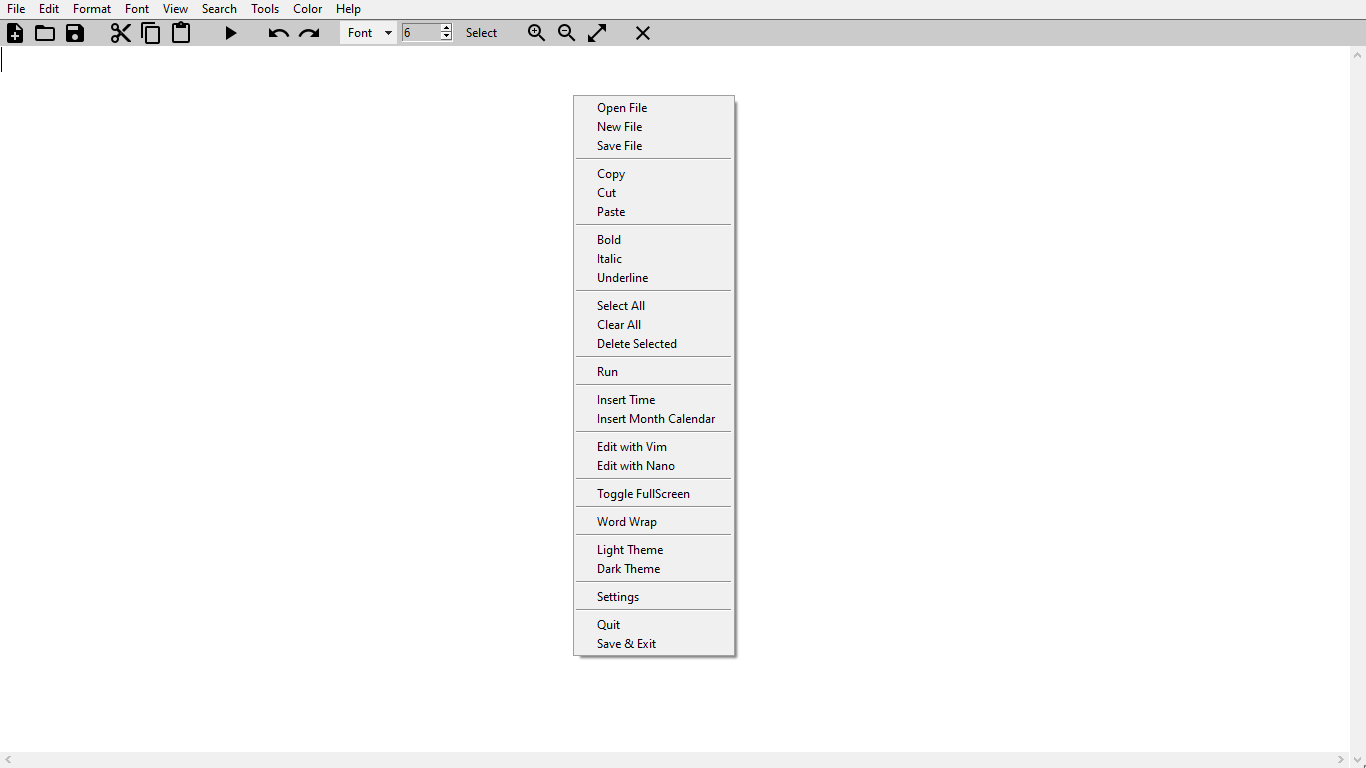 File Edit Format Font View Search Tools Color Help
Font 6 Select
Open File
New File
Save File
Copy
Cut
Paste
Bold
Italic
Underline
Select All
Clear All
Delete Selected
Run
Insert Time
Insert Month Calendar
Edit with Vim
Edit with Nano
Toggle FullScreen
Word Wrap
Light Theme
Dark Theme
Settings
Quit
Save & Exit